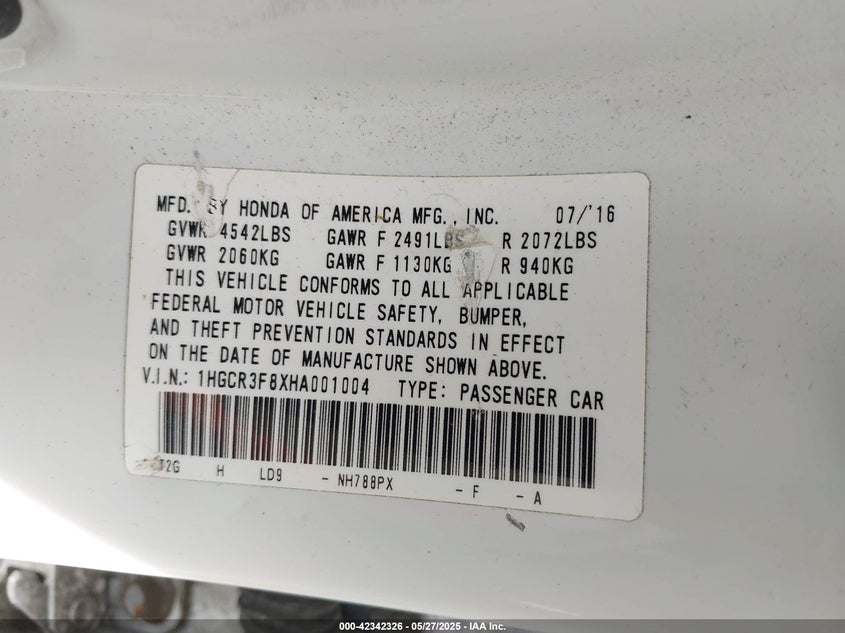 MFD. BY HONDA OF AMERICA MFG., INC. 07/'16
GVWR 4542LBS GAWR F 2491LBS R 2072LBS
GVWR 2060KG GAWR F 1130KG R 940KG
THIS VEHICLE CONFORMS TO ALL APPLICABLE
FEDERAL MOTOR VEHICLE SAFETY, BUMPER,
AND THEFT PREVENTION STANDARDS IN EFFECT
ON THE DATE OF MANUFACTURE SHOWN ABOVE.
V.I.N.: 1HGCR3F8XHA001004 TYPE: PASSENGER CAR
H LD9 - NH788PX - F - A
000-42342326 - 05/27/2025 - IAA Inc.